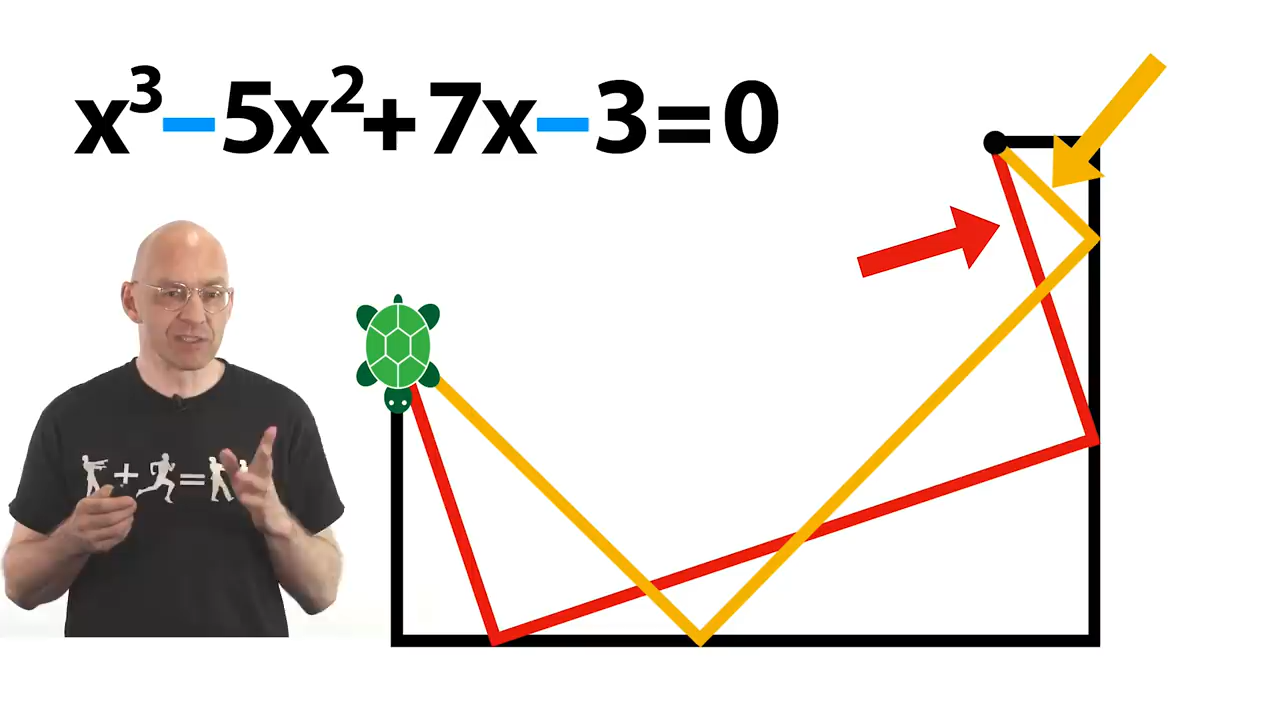 x³–5x²+7x–3=0
+ =